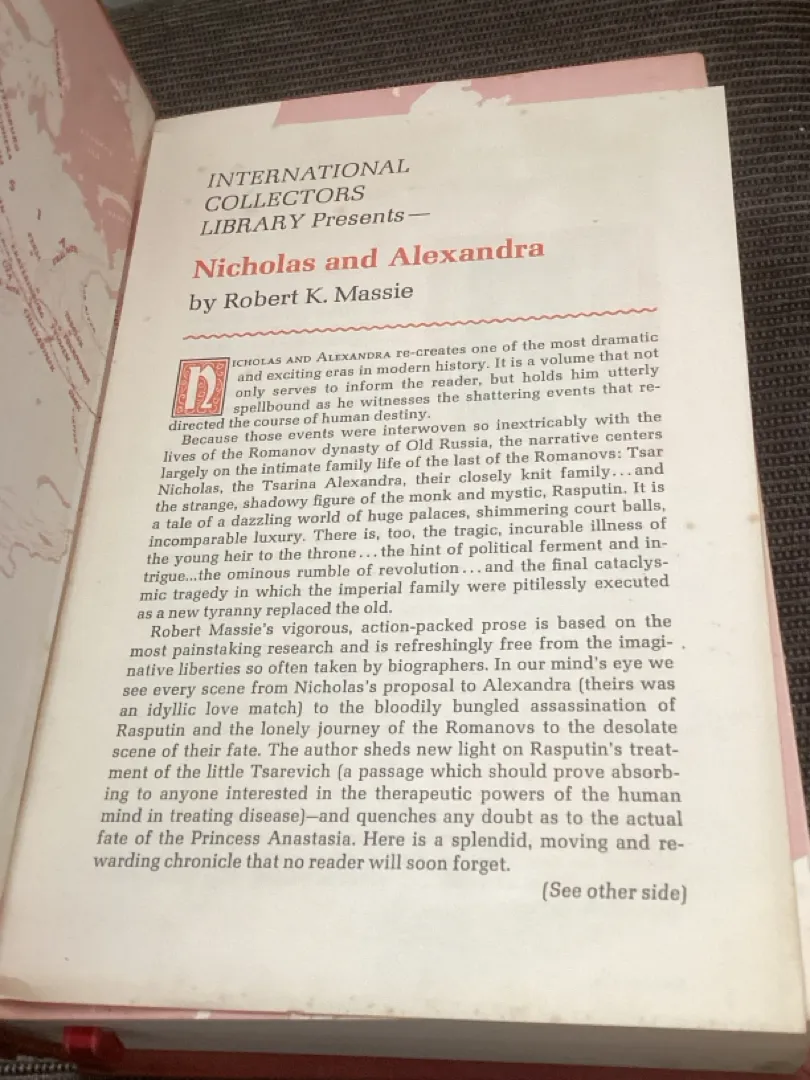 INTERNATIONAL
COLLECTORS
LIBRARY Presents—
Nicholas and Alexandra
by Robert K. Massie
NICHOLAS AND ALEXANDRA re-creates one of the most dramatic
and exciting eras in modern history. It is a volume that not
only serves to inform the reader, but holds him utterly
spellbound as he witnesses the shattering events that re-
directed the course of human destiny.
Because those events were interwoven so inextricably with the
lives of the Romanov dynasty of Old Russia, the narrative centers
largely on the intimate family life of the last of the Romanovs: Tsar
Nicholas, the Tsarina Alexandra, their closely knit family...and
the strange, shadowy figure of the monk and mystic, Rasputin. It is
a tale of a dazzling world of huge palaces, shimmering court balls,
incomparable luxury. There is, too, the tragic, incurable illness of
the young heir to the throne...the hint of political ferment and in-
trigue...the ominous rumble of revolution...and the final cataclys-
mic tragedy in which the imperial family were pitilessly executed
as a new tyranny replaced the old.
Robert Massie's vigorous, action-packed prose is based on the
most painstaking research and is refreshingly free from the imagi-
native liberties so often taken by biographers. In our mind's eye we
see every scene from Nicholas's proposal to Alexandra (theirs was
an idyllic love match) to the bloodily bungled assassination of
Rasputin and the lonely journey of the Romanovs to the desolate
scene of their fate. The author sheds new light on Rasputin's treat-
ment of the little Tsarevich (a passage which should prove absorb-
ing to anyone interested in the therapeutic powers of the human
mind in treating disease)—and quenches any doubt as to the actual
fate of the Princess Anastasia. Here is a splendid, moving and re-
warding chronicle that no reader will soon forget.
(See other side)